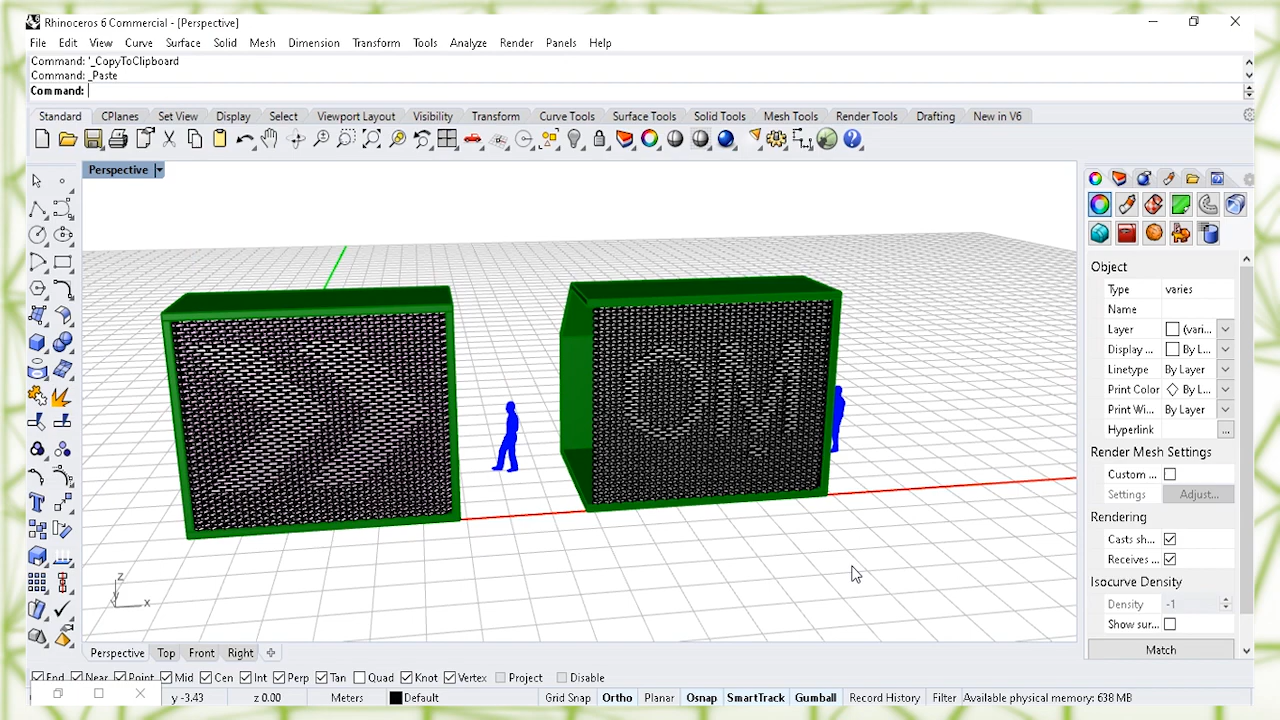 Rhinoceros 6 Commercial - [Perspective]
File Edit View Curve Surface Solid Mesh Dimension Transform Tools Analyze Render Panels Help
Command: '_CopyToClipboard
Command: _Paste
Command:
Standard CPlanes Set View Display Select Viewport Layout Visibility Transform Curve Tools Surface Tools Solid Tools Mesh Tools Render Tools Drafting New in V6
Perspective
OM
z
x
Object
Type varies
Name
Layer (vari...
Display ... By L...
Linetype By Layer
Print Color By L...
Print Wi... By Layer
Hyperlink ...
Render Mesh Settings
Custom ...
Settings Adjust...
Rendering
Casts sh...
Receives ...
Isocurve Density
Density -1
Show sur...
Match
Perspective Top Front Right
End Near Point Mid Cen Int Perp Tan Quad Knot Vertex Project Disable
y -3.43 z 0.00 Meters Default Grid Snap Ortho Planar Osnap SmartTrack Gumball Record History Filter Available physical memory: 638 MB